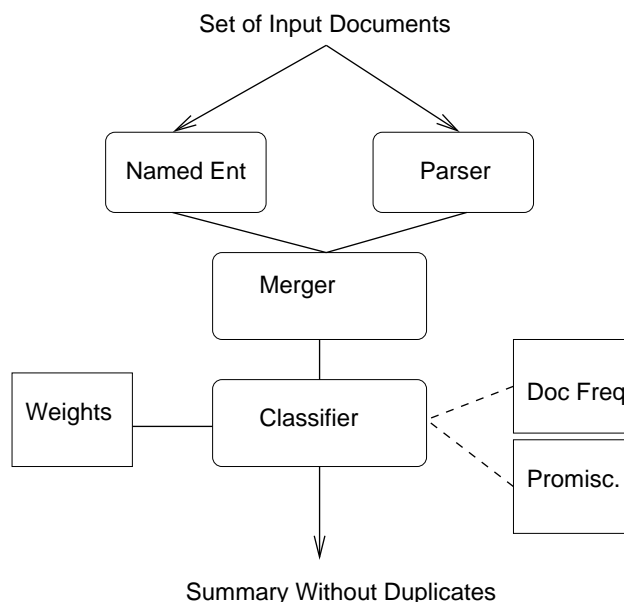 Set of Input Documents
Named Ent
Parser
Merger
Weights
Classifier
Doc Freq
Promisc.
Summary Without Duplicates